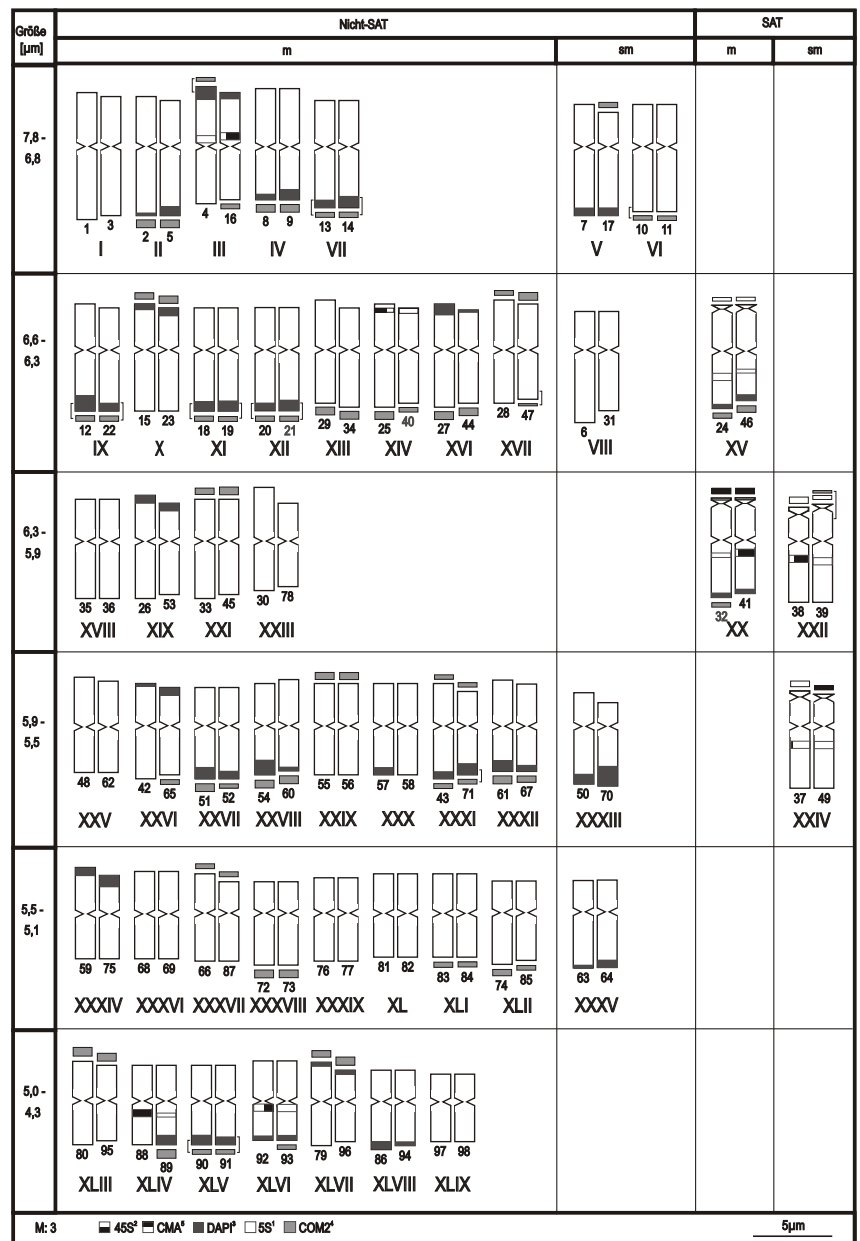 Größe
[µm]
Nicht-SAT
SAT
m
sm
m
sm
7,8 -
6,8
1 3 2 5 4 16 8 9 13 14 7 17 10 11
I II III IV VII V VI
6,6 -
6,3
12 22 15 23 18 19 20 21 29 34 25 40 27 44 28 47 6 31 24 46
IX X XI XII XIII XIV XVI XVII VIII XV
6,3 -
5,9
35 36 26 53 33 45 30 78 32 41 38 39
XVIII XIX XXI XXIII XX XXII
5,9 -
5,5
48 62 42 65 51 52 54 60 55 56 57 58 43 71 61 67 50 70 37 49
XXV XXVI XXVII XXVIII XXIX XXX XXXI XXXII XXXIII XXIV
5,5 -
5,1
59 75 68 69 66 87 72 73 76 77 81 82 83 84 74 85 63 64
XXXIV XXXVI XXXVII XXXVIII XXXIX XL XLI XLII XXXV
5,0 -
4,3
80 95 88 89 90 91 92 93 79 96 86 94 97 98
XLIII XLIV XLV XLVI XLVII XLVIII XLIX
M: 3 45S² CMA⁵ DAPI³ 5S¹ COM2⁴ 5µm